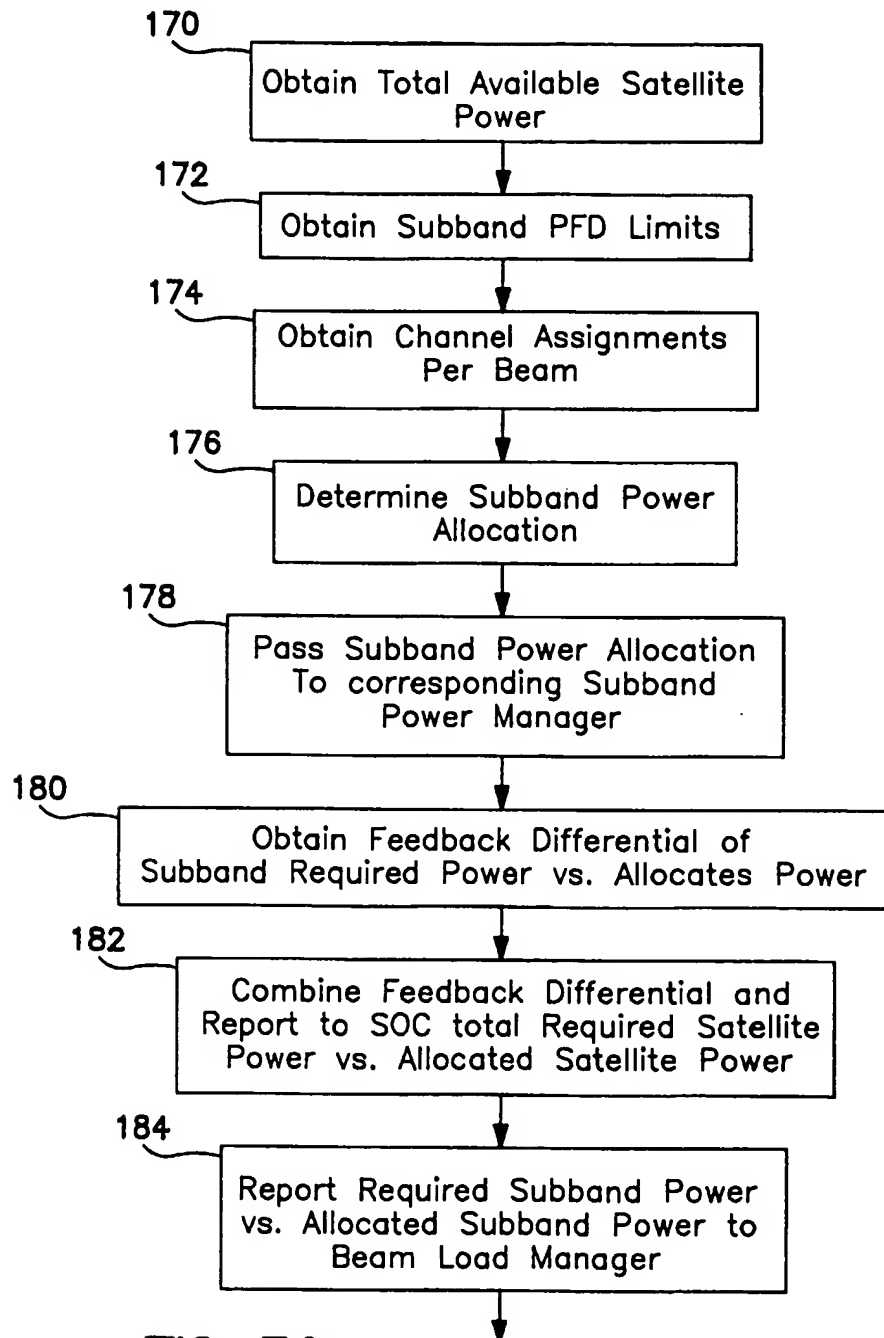 170
Obtain Total Available Satellite
Power
172
Obtain Subband PFD Limits
174
Obtain Channel Assignments
Per Beam
176
Determine Subband Power
Allocation
178
Pass Subband Power Allocation
To corresponding Subband
Power Manager
180
Obtain Feedback Differential of
Subband Required Power vs. Allocates Power
182
Combine Feedback Differential and
Report to SOC total Required Satellite
Power vs. Allocated Satellite Power
184
Report Required Subband Power
vs. Allocated Subband Power to
Beam Load Manager